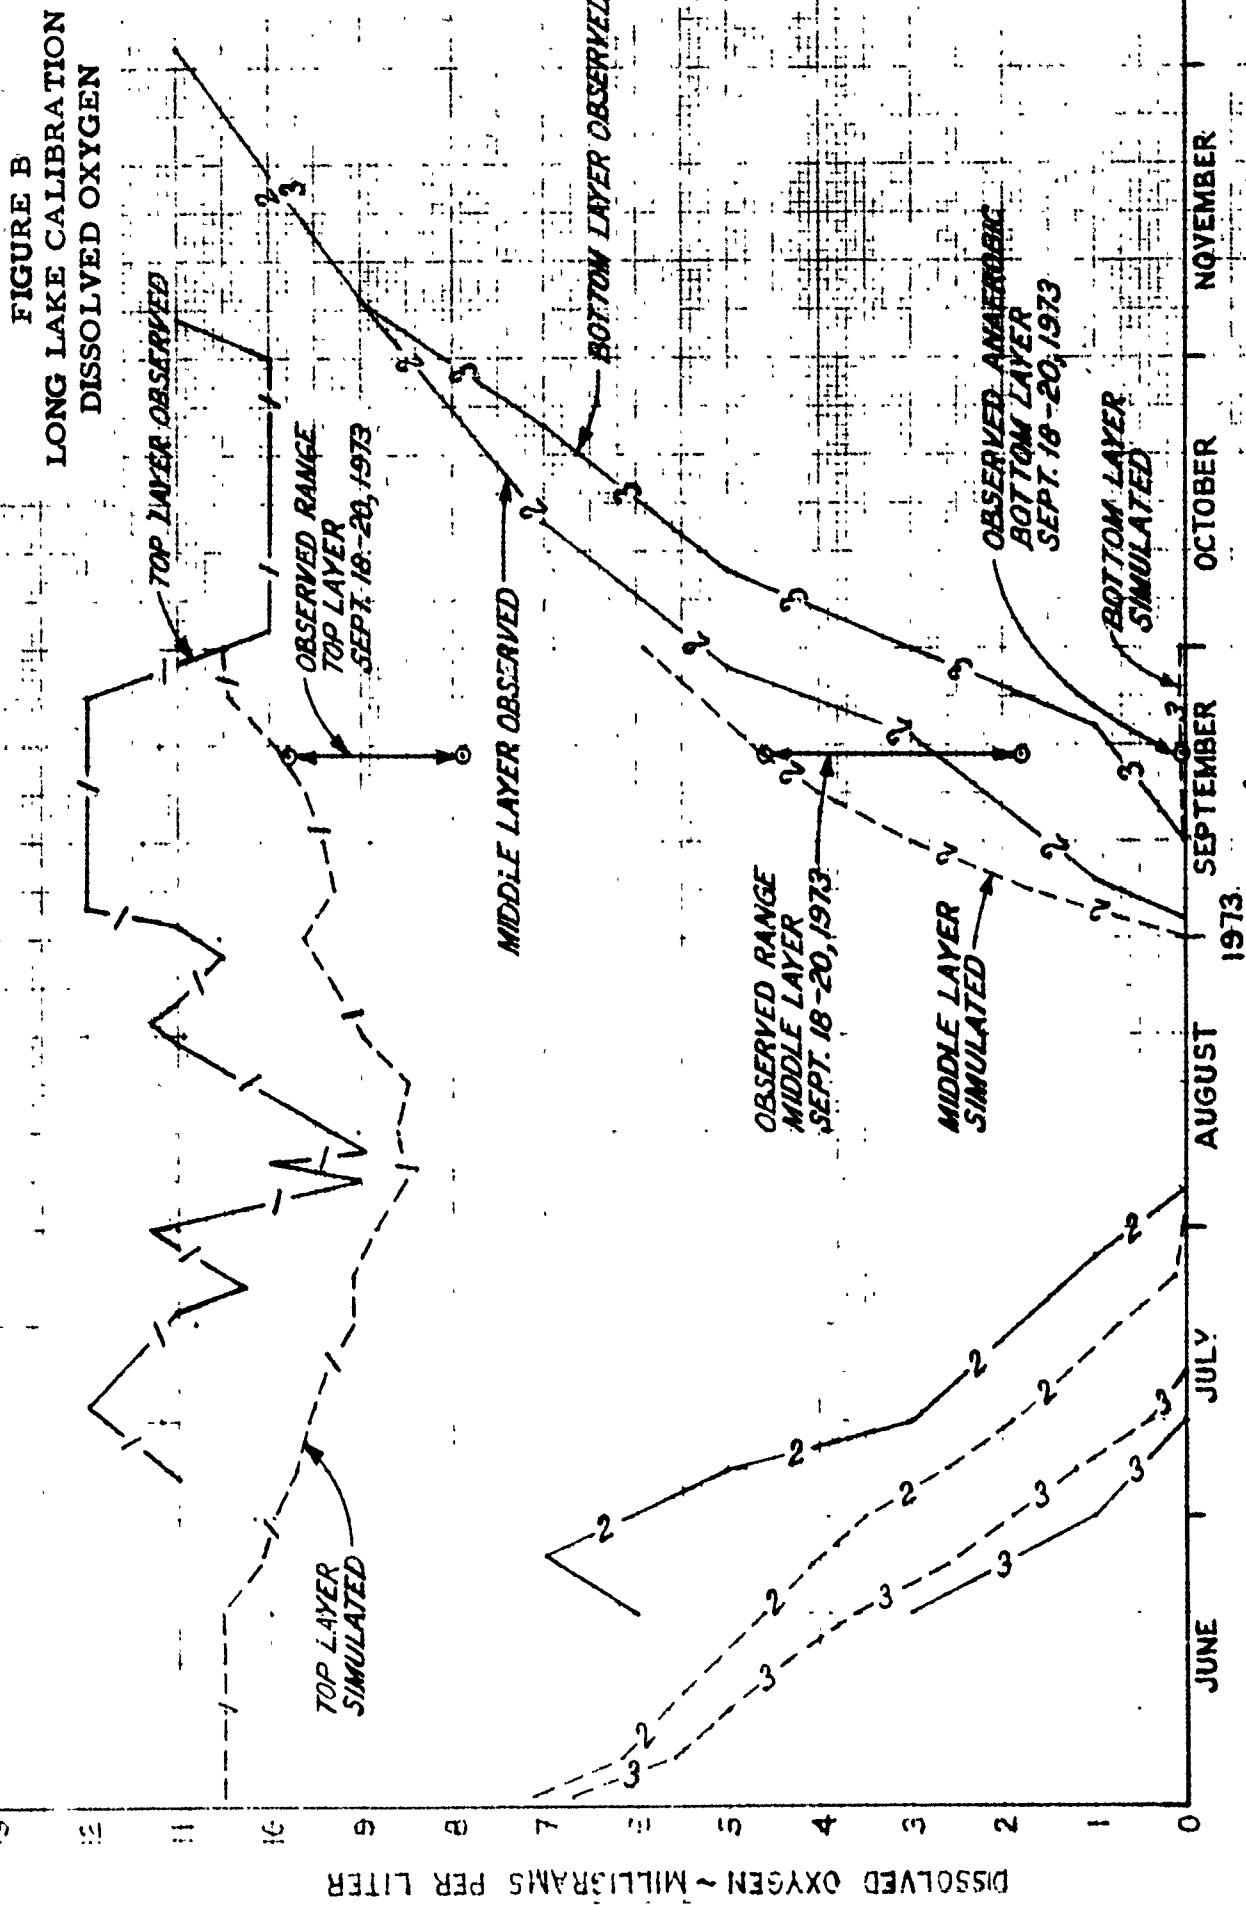 FIGURE B
LONG LAKE CALIBRATION
DISSOLVED OXYGEN
TOP LAYER OBSERVED
OBSERVED RANGE
TOP LAYER
SEPT. 18-20, 1973
MIDDLE LAYER OBSERVED
BOTTOM LAYER OBSERVED
OBSERVED ANAEROBIC
BOTTOM LAYER
SEPT. 18-20, 1973
BOTTOM LAYER
SIMULATED
OBSERVED RANGE
MIDDLE LAYER
SEPT. 18-20, 1973
MIDDLE LAYER
SIMULATED
TOP LAYER
SIMULATED
DISSOLVED OXYGEN ~ MILLIGRAMS PER LITER
12
11
10
9
8
7
6
5
4
3
2
1
0
JUNE
JULY
AUGUST
SEPTEMBER
OCTOBER
NOVEMBER
1973